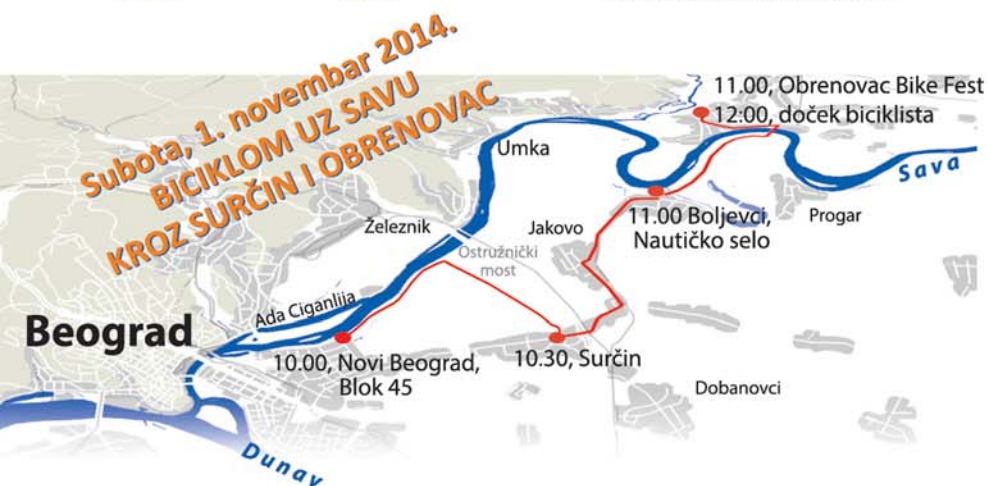 Subota, 1. novembar 2014.
BICIKLOM UZ SAVU
KROZ SURČIN I OBRENOVAC
11.00, Obrenovac Bike Fest
12:00, doček biciklista
Umka
Sava
Železnik
Jakovo
11.00 Boljevci,
Nautičko selo
Progar
Ostružnički
most
Ada Ciganlija
Beograd
10.00, Novi Beograd,
Blok 45
10.30, Surčin
Dobanovci
Dunav